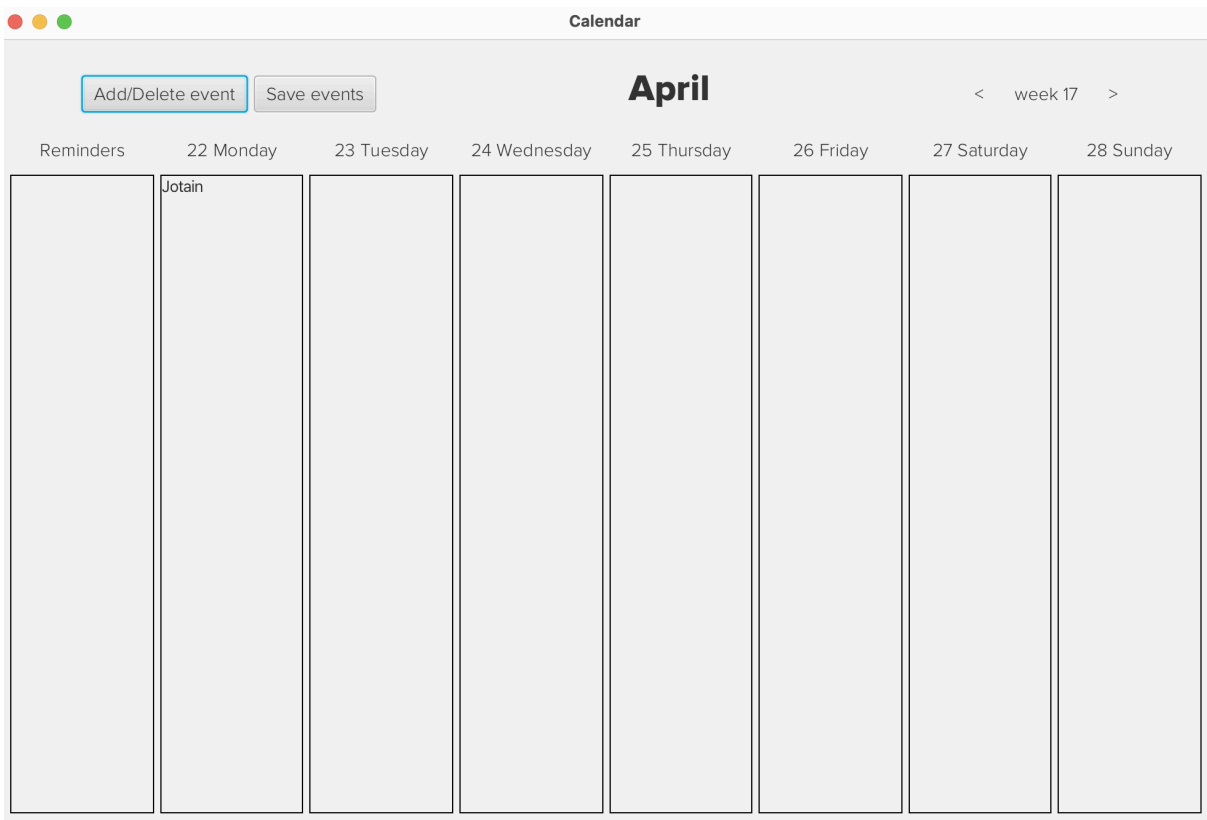 Calendar
Add/Delete event Save events April < week 17 >
Reminders 22 Monday 23 Tuesday 24 Wednesday 25 Thursday 26 Friday 27 Saturday 28 Sunday
Jotain